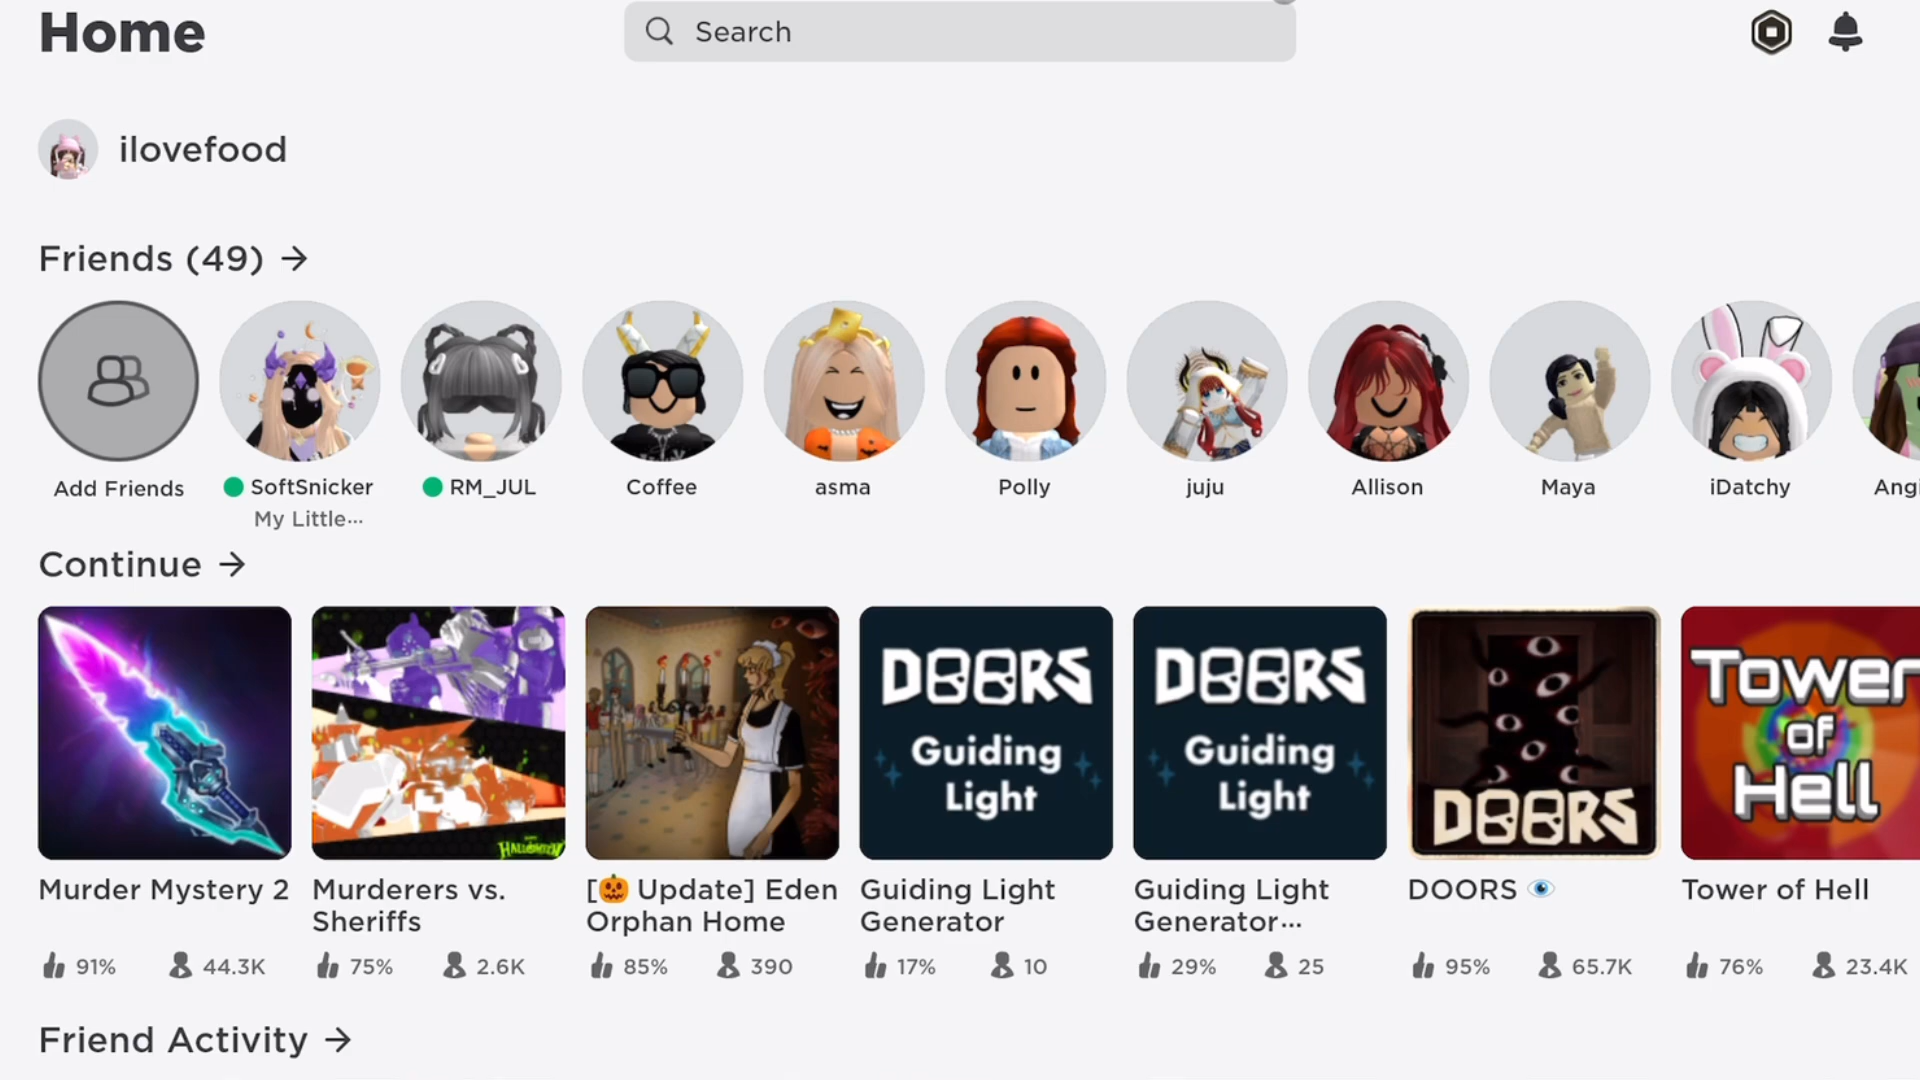 Home
Search
ilovefood
Friends (49) →
Add Friends
SoftSnicker
My Little...
RM_JUL
Coffee
asma
Polly
juju
Allison
Maya
iDatchy
Angi
Continue →
HALLOWEEN
DOORS
Guiding
Light
DOORS
Guiding
Light
DOORS
Tower
of
Hell
Murder Mystery 2
91% 44.3K
Murderers vs.
Sheriffs
75% 2.6K
[🎃 Update] Eden
Orphan Home
85% 390
Guiding Light
Generator
17% 10
Guiding Light
Generator...
29% 25
DOORS 👁
95% 65.7K
Tower of Hell
76% 23.4K
Friend Activity →